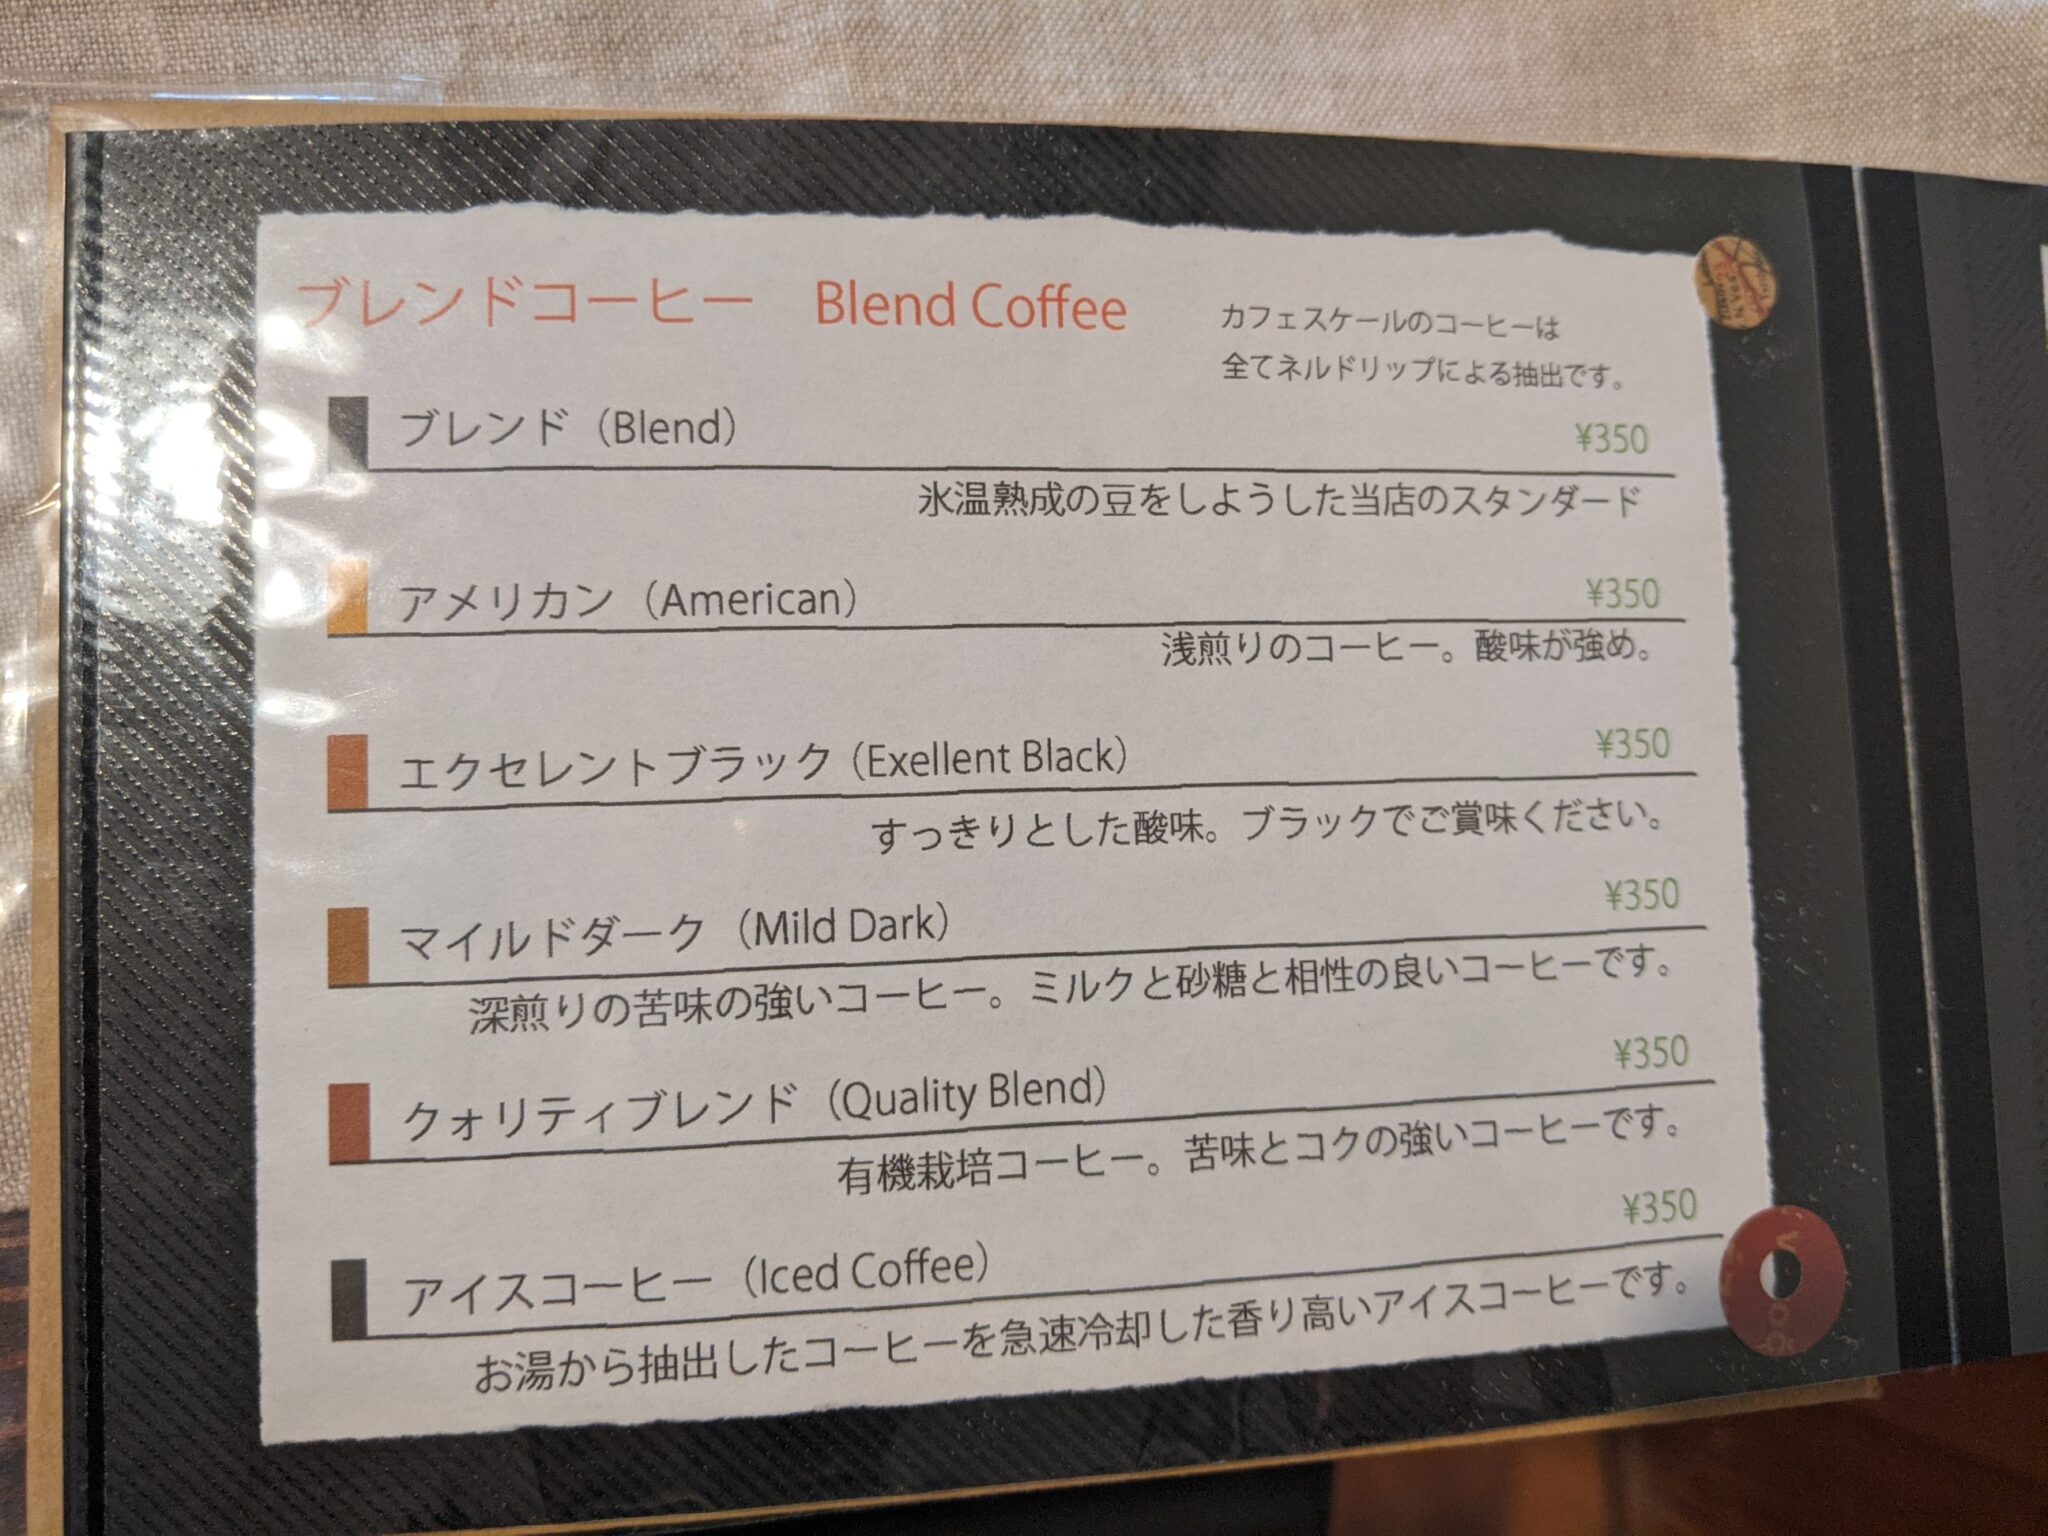 ブレンドコーヒー　Blend Coffee
カフェスケールのコーヒーは
全てネルドリップによる抽出です。
ブレンド（Blend）
¥350
氷温熟成の豆をしようした当店のスタンダード
アメリカン（American）
¥350
浅煎りのコーヒー。酸味が強め。
エクセレントブラック（Exellent Black）
¥350
すっきりとした酸味。ブラックでご賞味ください。
マイルドダーク（Mild Dark）
¥350
深煎りの苦味の強いコーヒー。ミルクと砂糖と相性の良いコーヒーです。
クォリティブレンド（Quality Blend）
¥350
有機栽培コーヒー。苦味とコクの強いコーヒーです。
アイスコーヒー（Iced Coffee）
¥350
お湯から抽出したコーヒーを急速冷却した香り高いアイスコーヒーです。